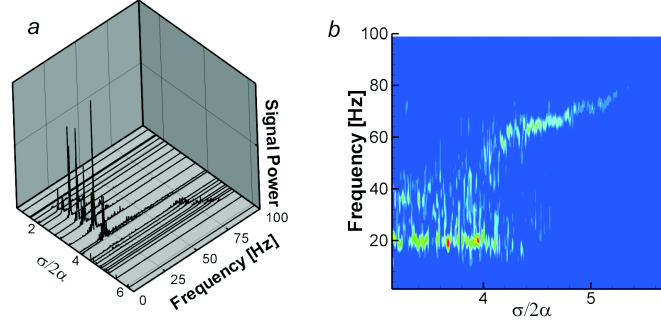 a
b
Signal Power
2
4
6
σ/2α
0
25
50
75
100
Frequency [Hz]
100
80
60
40
20
Frequency [Hz]
4
5
σ/2α